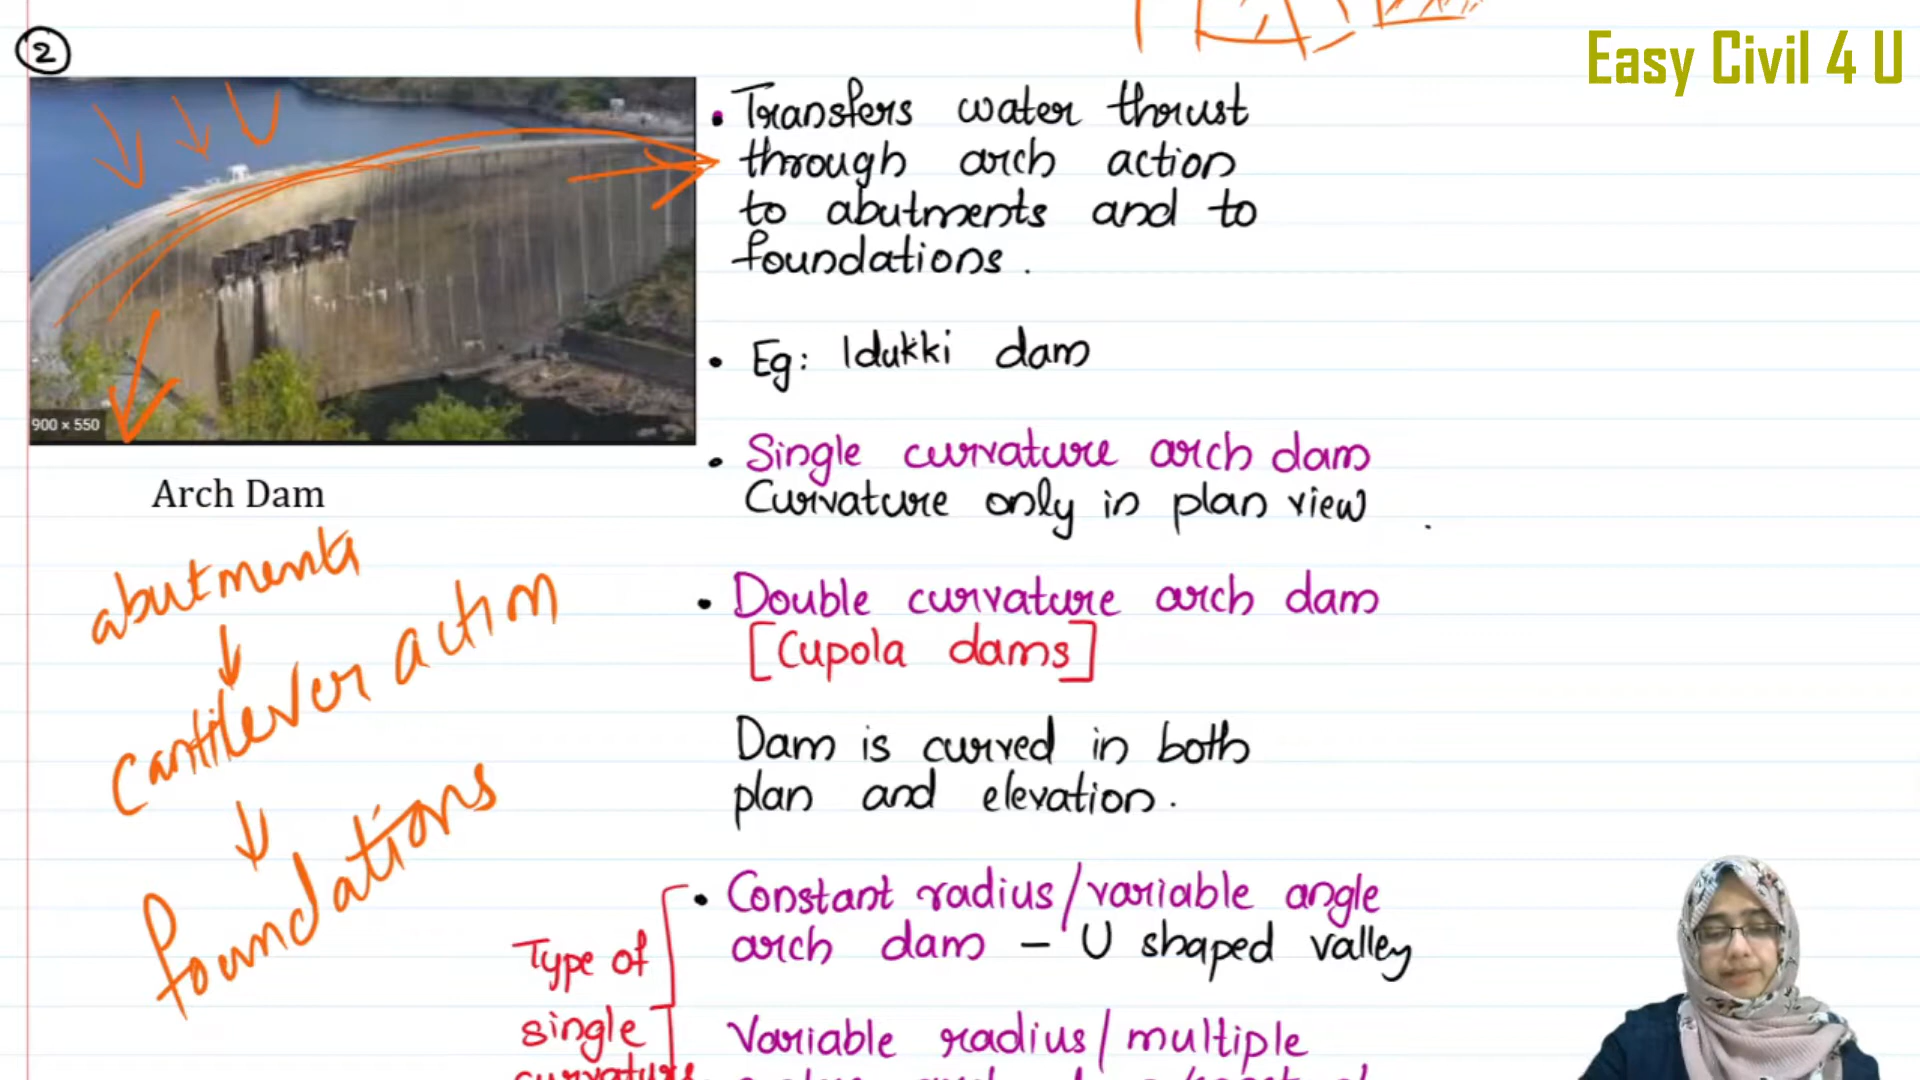 2
Easy Civil 4 U
• Transfers water thrust
through arch action
to abutments and to
foundations.
• Eg: Idukki dam
900 × 550
• Single curvature arch dam
Curvature only in plan view
Arch Dam
abutments
↓
cantilever action
↓
foundations
• Double curvature arch dam
[Cupola dams]
Dam is curved in both
plan and elevation.
• Constant radius/variable angle
arch dam – U shaped valley
Type of
single
curvature
Variable radius/multiple